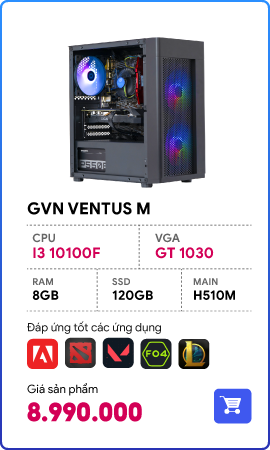 GVN VENTUS M
CPU
I3 10100F
VGA
GT 1030
RAM
8GB
SSD
120GB
MAIN
H510M
Đáp ứng tốt các ứng dụng
FO4
Giá sản phẩm
8.990.000